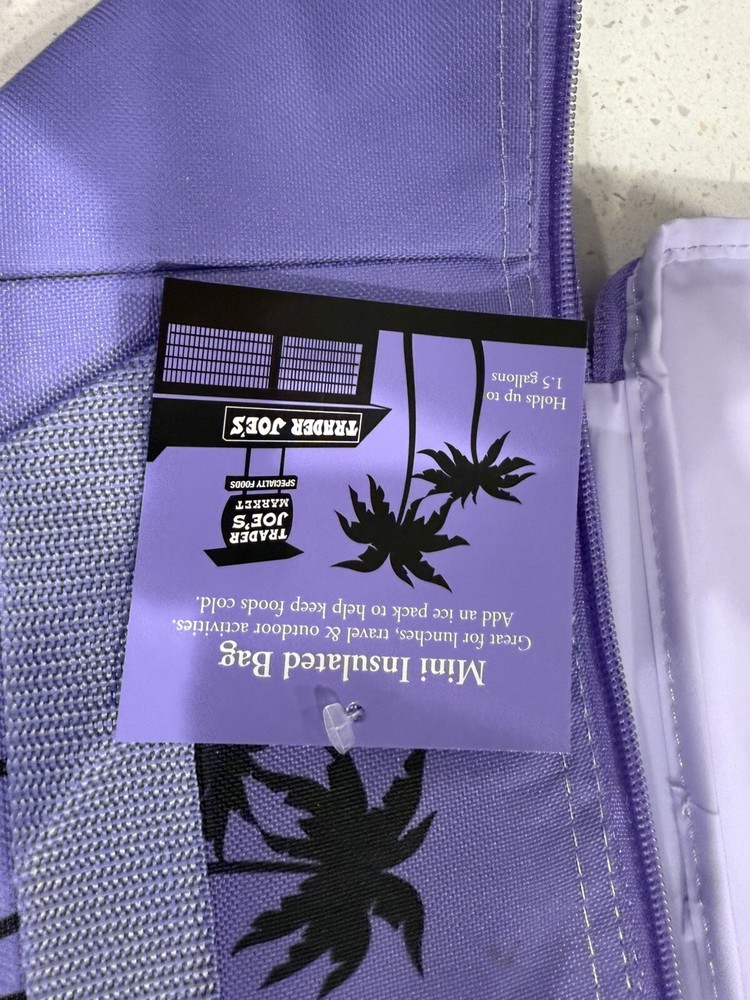 Mini Insulated Bag
Great for lunches, travel & outdoor activities.
Add an ice pack to help keep foods cold.
TRADER
JOE'S
MARKET
SPECIALTY FOODS
TRADER JOE'S
Holds up to
1.5 gallons